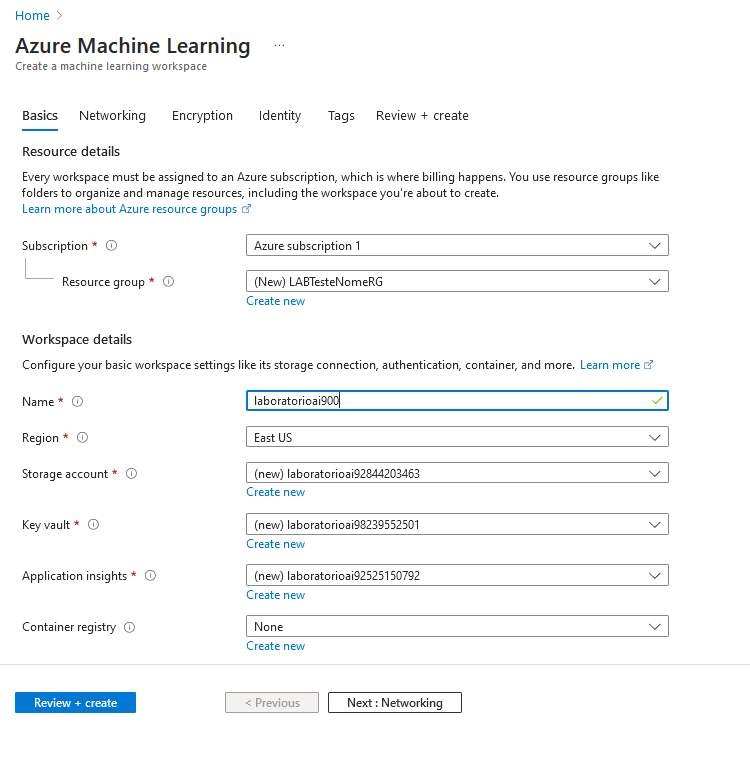 Home >
Azure Machine Learning ...
Create a machine learning workspace
Basics Networking Encryption Identity Tags Review + create
Resource details
Every workspace must be assigned to an Azure subscription, which is where billing happens. You use resource groups like
folders to organize and manage resources, including the workspace you're about to create.
Learn more about Azure resource groups
Subscription * Azure subscription 1
Resource group * (New) LABTesteNomeRG
Create new
Workspace details
Configure your basic workspace settings like its storage connection, authentication, container, and more. Learn more
Name * laboratorioai900
Region * East US
Storage account * (new) laboratorioai92844203463
Create new
Key vault * (new) laboratorioai98239552501
Create new
Application insights * (new) laboratorioai92525150792
Create new
Container registry None
Create new
Review + create < Previous Next : Networking